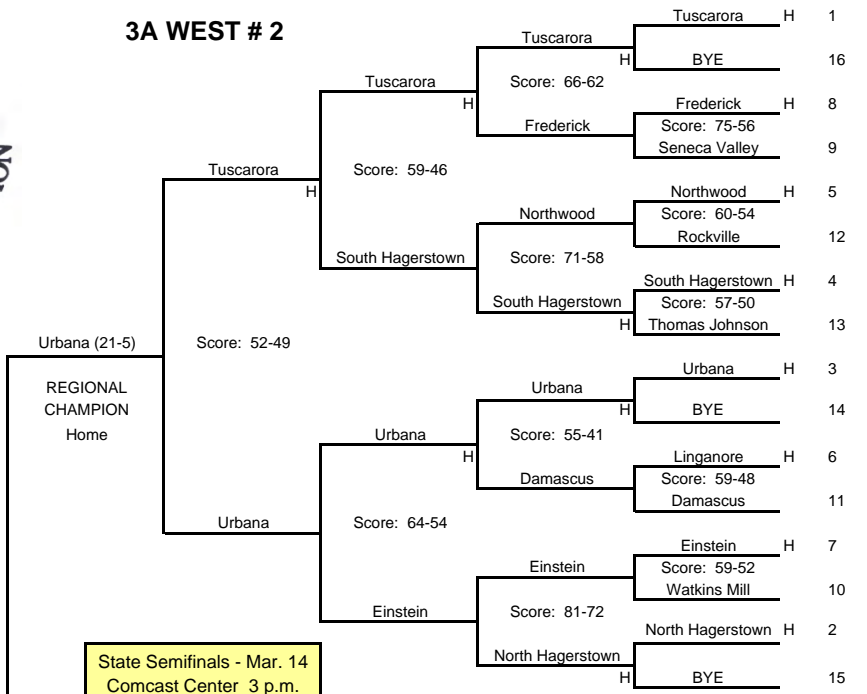 3A WEST # 2
Tuscarora H 1
Tuscarora
H BYE 16
Tuscarora Score: 66-62
H
Frederick H 8
Frederick Score: 75-56
Seneca Valley 9
Tuscarora Score: 59-46
H
Northwood H 5
Northwood Score: 60-54
Rockville 12
South Hagerstown Score: 71-58
South Hagerstown H 4
South Hagerstown Score: 57-50
H Thomas Johnson 13
Urbana (21-5) Score: 52-49
REGIONAL
CHAMPION
Home
Urbana H 3
Urbana
H BYE 14
Urbana Score: 55-41
H
Linganore H 6
Damascus Score: 59-48
Damascus 11
Urbana Score: 64-54
Einstein H 7
Einstein Score: 59-52
Watkins Mill 10
Einstein Score: 81-72
North Hagerstown H 2
North Hagerstown
H BYE 15
State Semifinals - Mar. 14
Comcast Center 3 p.m.